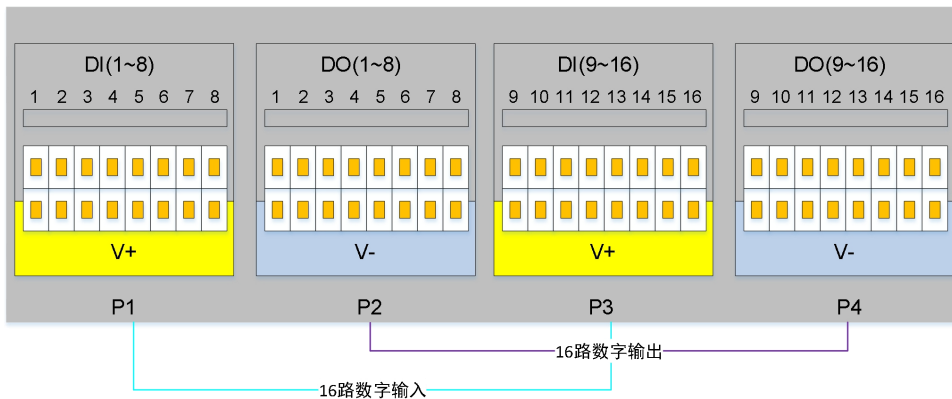 DI(1~8) DO(1~8) DI(9~16) DO(9~16)
1 2 3 4 5 6 7 8 1 2 3 4 5 6 7 8 9 10 11 12 13 14 15 16 9 10 11 12 13 14 15 16
V+ V- V+ V-
P1 P2 P3 P4
16路数字输出
16路数字输入